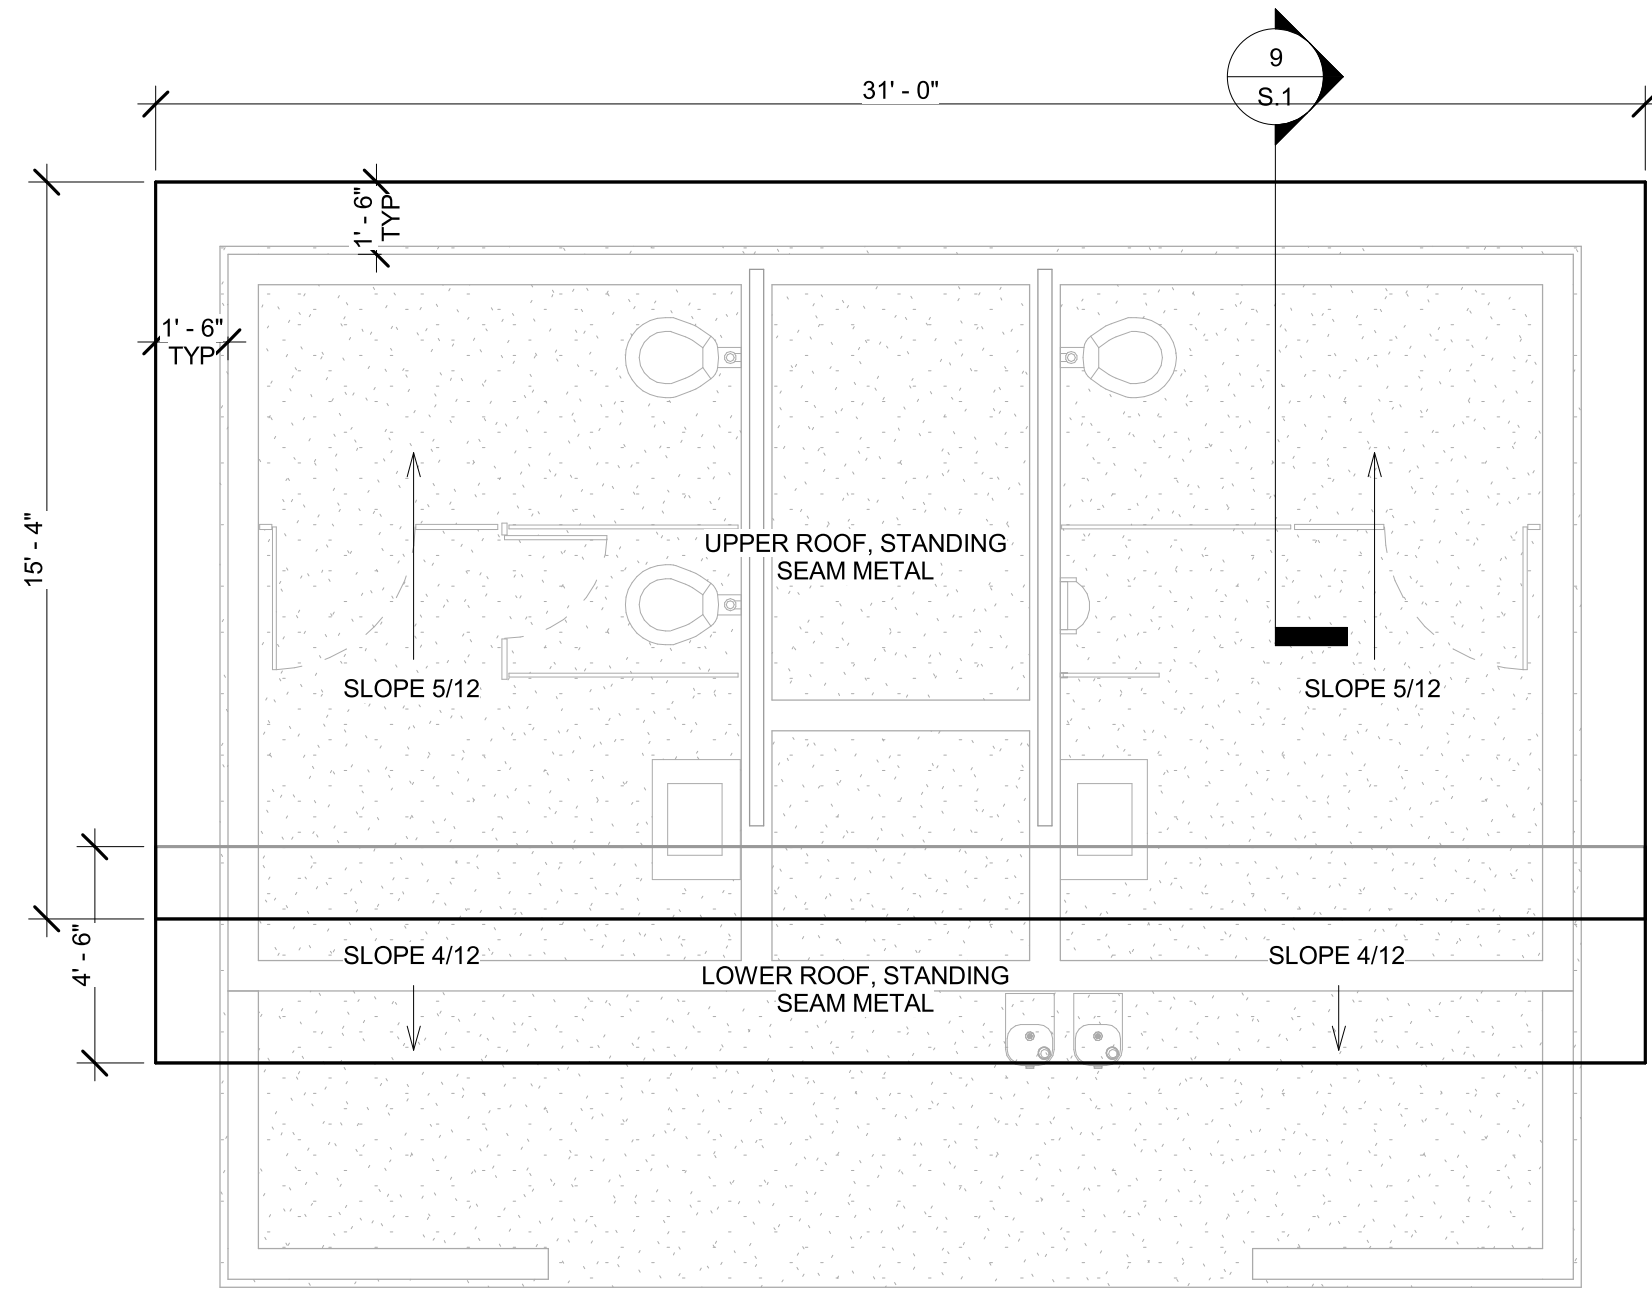 9
S.1
31' - 0"
1' - 6"
TYP
1' - 6"
TYP
15' - 4"
UPPER ROOF, STANDING
SEAM METAL
SLOPE 5/12
SLOPE 5/12
4' - 6"
SLOPE 4/12
SLOPE 4/12
LOWER ROOF, STANDING
SEAM METAL